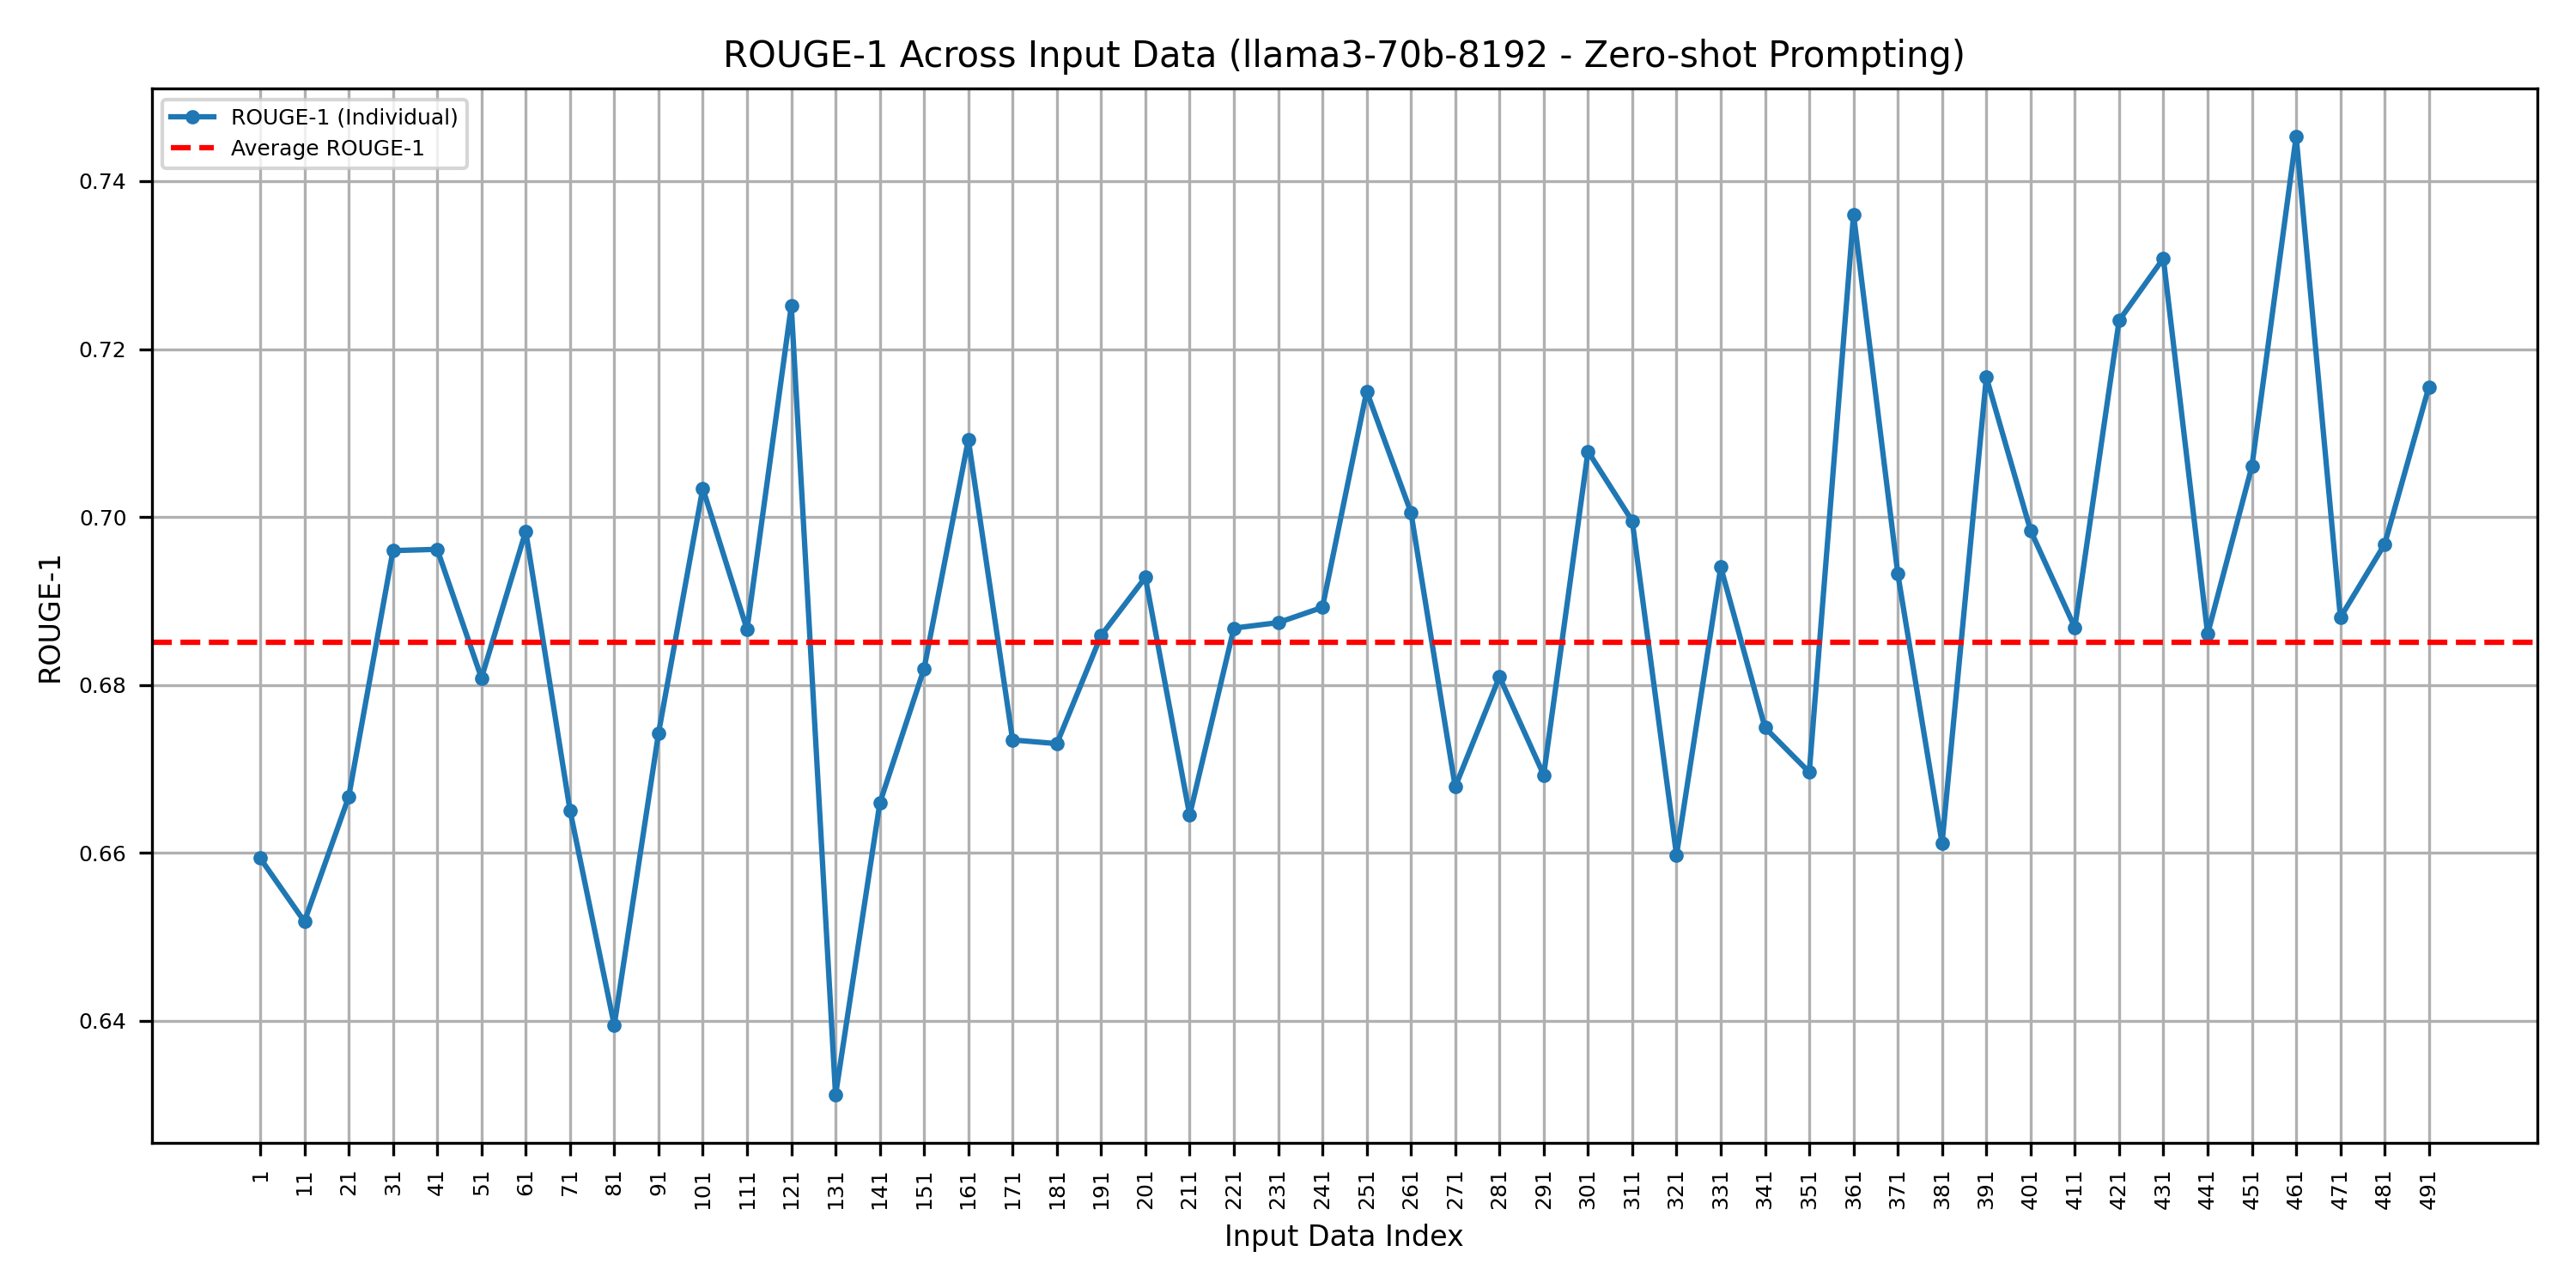 ROUGE-1 Across Input Data (llama3-70b-8192 - Zero-shot Prompting)
ROUGE-1 (Individual)
Average ROUGE-1
0.74
0.72
0.70
0.68
0.66
0.64
ROUGE-1
1 11 21 31 41 51 61 71 81 91 101 111 121 131 141 151 161 171 181 191 201 211 221 231 241 251 261 271 281 291 301 311 321 331 341 351 361 371 381 391 401 411 421 431 441 451 461 471 481 491
Input Data Index